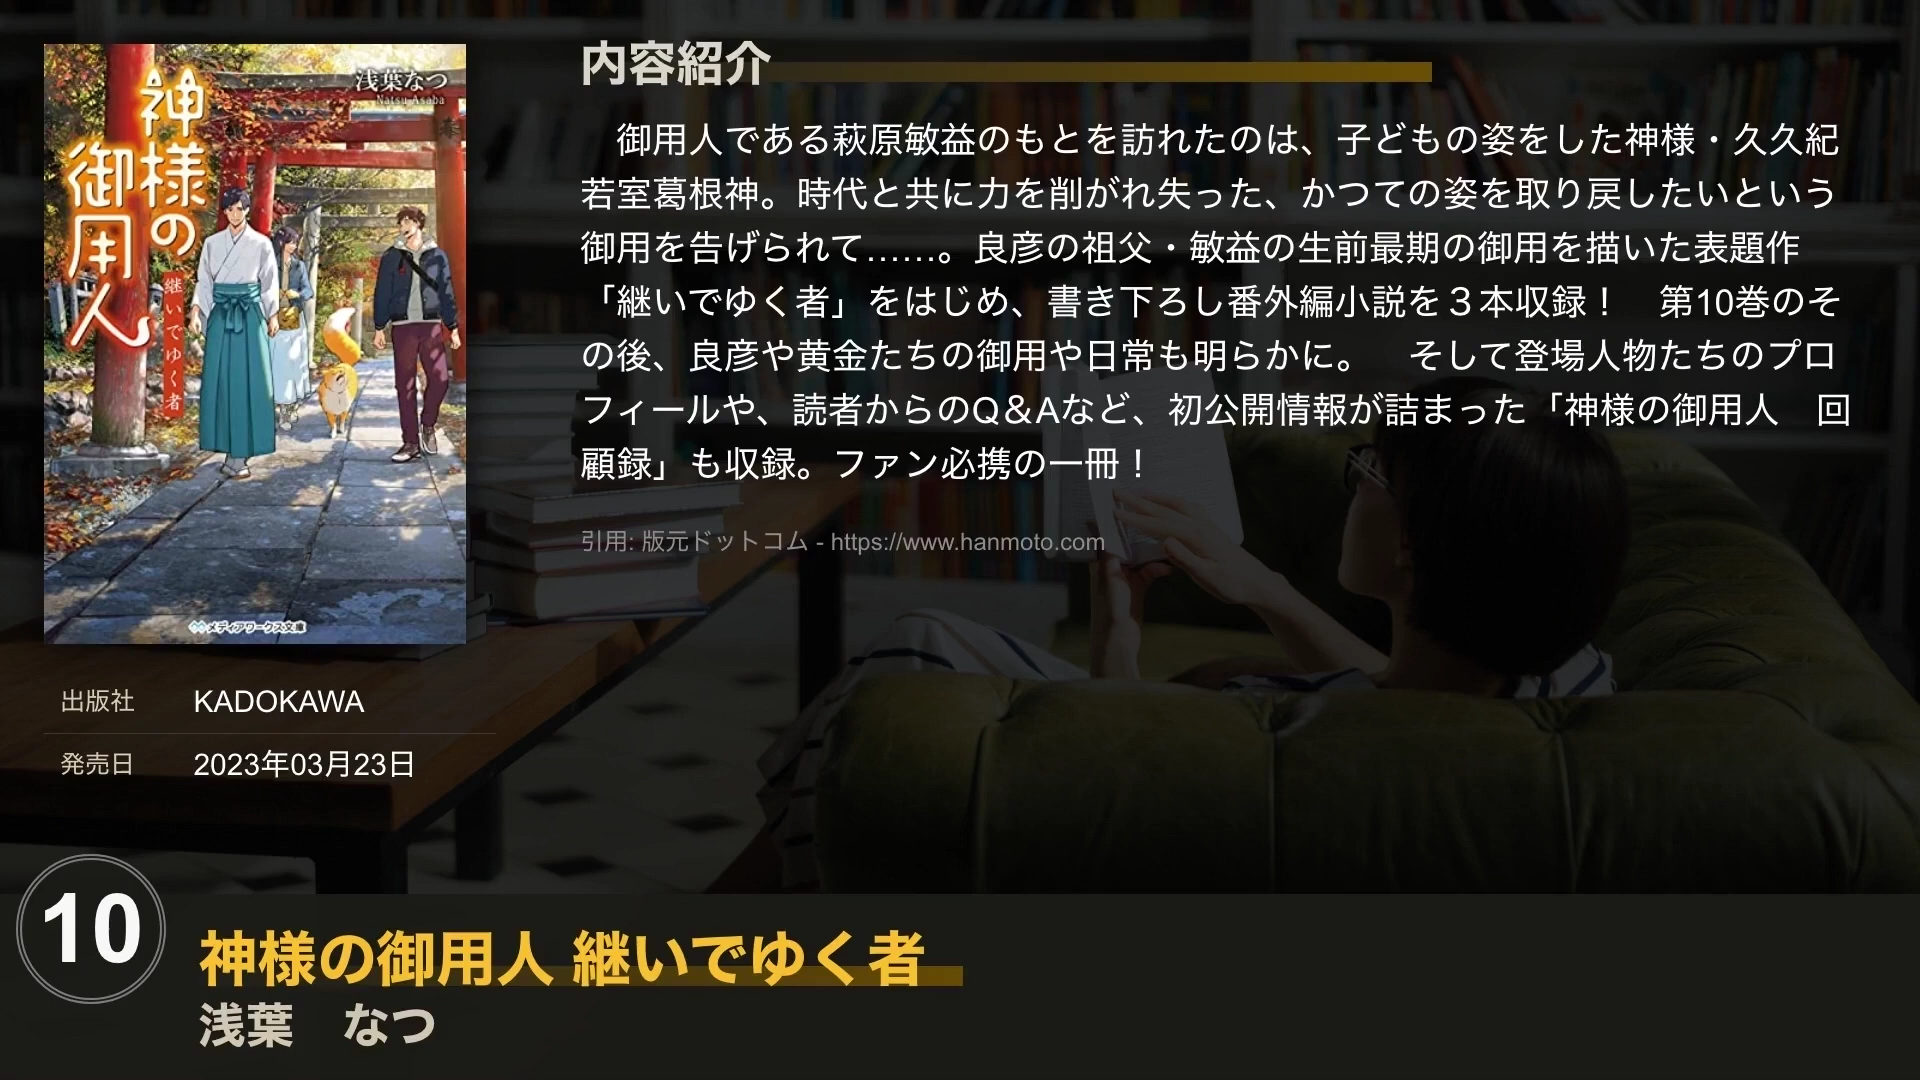 神様の
御用人
継いでゆく者
浅葉なつ
Natsu Asaba
メディアワークス文庫
内容紹介
　御用人である萩原敏益のもとを訪れたのは、子どもの姿をした神様・久久紀
若室葛根神。時代と共に力を削がれ失った、かつての姿を取り戻したいという
御用を告げられて……。良彦の祖父・敏益の生前最期の御用を描いた表題作
「継いでゆく者」をはじめ、書き下ろし番外編小説を３本収録！　第10巻のそ
の後、良彦や黄金たちの御用や日常も明らかに。　そして登場人物たちのプロ
フィールや、読者からのQ＆Aなど、初公開情報が詰まった「神様の御用人　回
顧録」も収録。ファン必携の一冊！
引用: 版元ドットコム - https://www.hanmoto.com
出版社 KADOKAWA
発売日 2023年03月23日
10
神様の御用人 継いでゆく者
浅葉　なつ